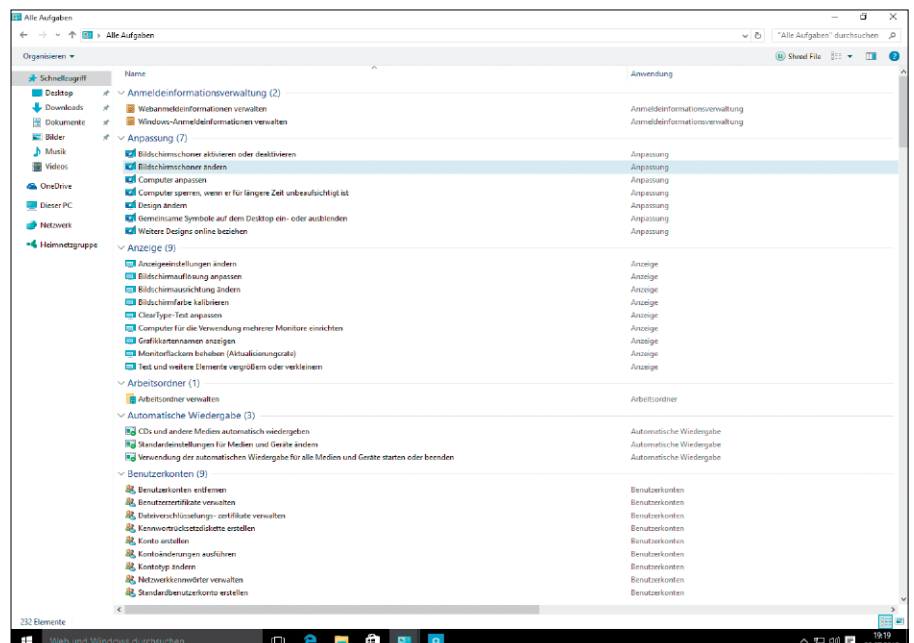 Alle Aufgaben
Alle Aufgaben
"Alle Aufgaben" durchsuchen
Organisieren
Shred File
Schnellzugriff
Desktop
Downloads
Dokumente
Bilder
Musik
Videos
OneDrive
Dieser PC
Netzwerk
Heimnetzgruppe
Name Anwendung
Anmeldeinformationsverwaltung (2)
Webanmeldeinformationen verwalten Anmeldeinformationsverwaltung
Windows-Anmeldeinformationen verwalten Anmeldeinformationsverwaltung
Anpassung (7)
Bildschirmschoner aktivieren oder deaktivieren Anpassung
Bildschirmschoner ändern Anpassung
Computer anpassen Anpassung
Computer sperren, wenn er für längere Zeit unbeaufsichtigt ist Anpassung
Design ändern Anpassung
Gemeinsame Symbole auf dem Desktop ein- oder ausblenden Anpassung
Weitere Designs online beziehen Anpassung
Anzeige (9)
Anzeigeeinstellungen ändern Anzeige
Bildschirmauflösung anpassen Anzeige
Bildschirmausrichtung ändern Anzeige
Bildschirmfarbe kalibrieren Anzeige
ClearType-Text anpassen Anzeige
Computer für die Verwendung mehrerer Monitore einrichten Anzeige
Grafikkartennamen anzeigen Anzeige
Monitorflackern beheben (Aktualisierungsrate) Anzeige
Text und weitere Elemente vergrößern oder verkleinern Anzeige
Arbeitsordner (1)
Arbeitsordner verwalten Arbeitsordner
Automatische Wiedergabe (3)
CDs und andere Medien automatisch wiedergeben Automatische Wiedergabe
Standardeinstellungen für Medien und Geräte ändern Automatische Wiedergabe
Verwendung der automatischen Wiedergabe für alle Medien und Geräte starten oder beenden Automatische Wiedergabe
Benutzerkonten (9)
Benutzerkonten entfernen Benutzerkonten
Benutzerzertifikate verwalten Benutzerkonten
Dateiverschlüsselungs- zertifikate verwalten Benutzerkonten
Kennwortrücksetzdiskette erstellen Benutzerkonten
Konto erstellen Benutzerkonten
Kontoänderungen ausführen Benutzerkonten
Kontotyp ändern Benutzerkonten
Netzwerkkennwörter verwalten Benutzerkonten
Standardbenutzerkonto erstellen Benutzerkonten
232 Elemente
Web und Windows durchsuchen
19:19